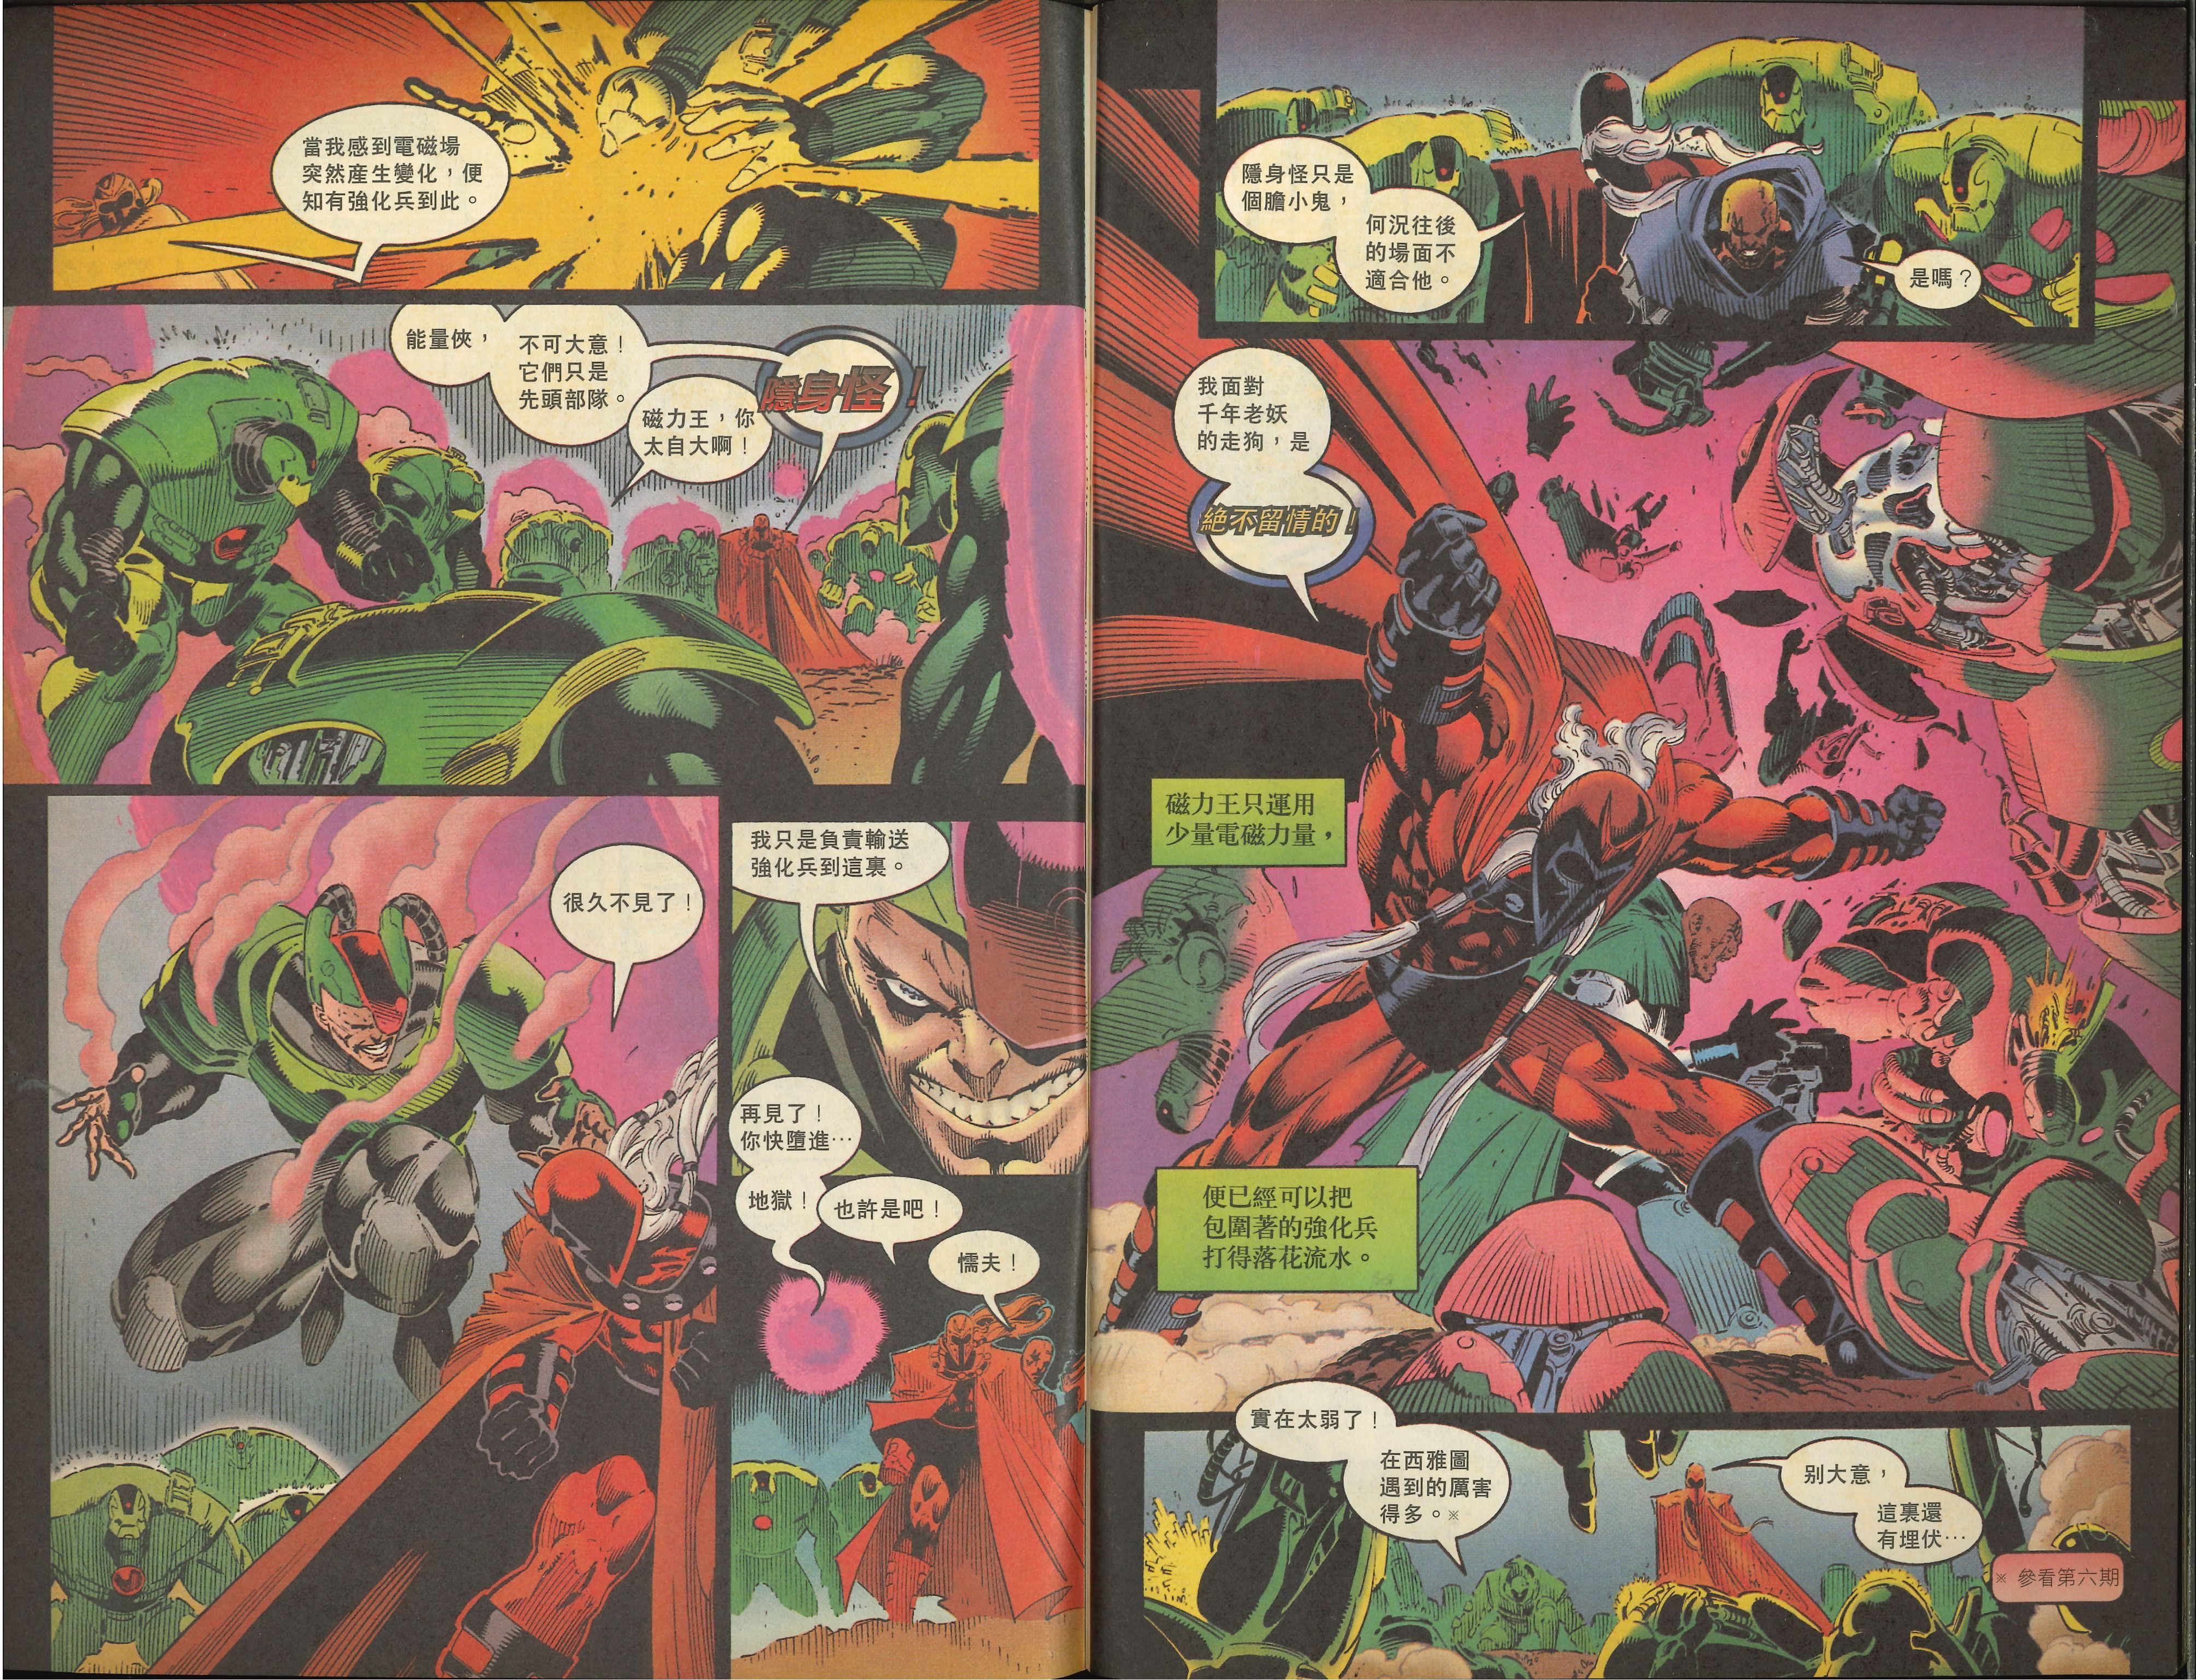 當我感到電磁場
突然産生變化，便
知有強化兵到此。
能量俠，
不可大意！
它們只是
先頭部隊。
磁力王，你
太自大啊！
隱身怪！
很久不見了！
我只是負責輸送
強化兵到這裏。
再見了！
你快墮進…
地獄！
也許是吧！
懦夫！
隱身怪只是
個膽小鬼，
何況往後
的場面不
適合他。
是嗎？
我面對
千年老妖
的走狗，是
絕不留情的！
磁力王只運用
少量電磁力量，
便已經可以把
包圍著的強化兵
打得落花流水。
實在太弱了！
在西雅圖
遇到的厲害
得多。※
别大意，
這裏還
有埋伏…
※ 參看第六期